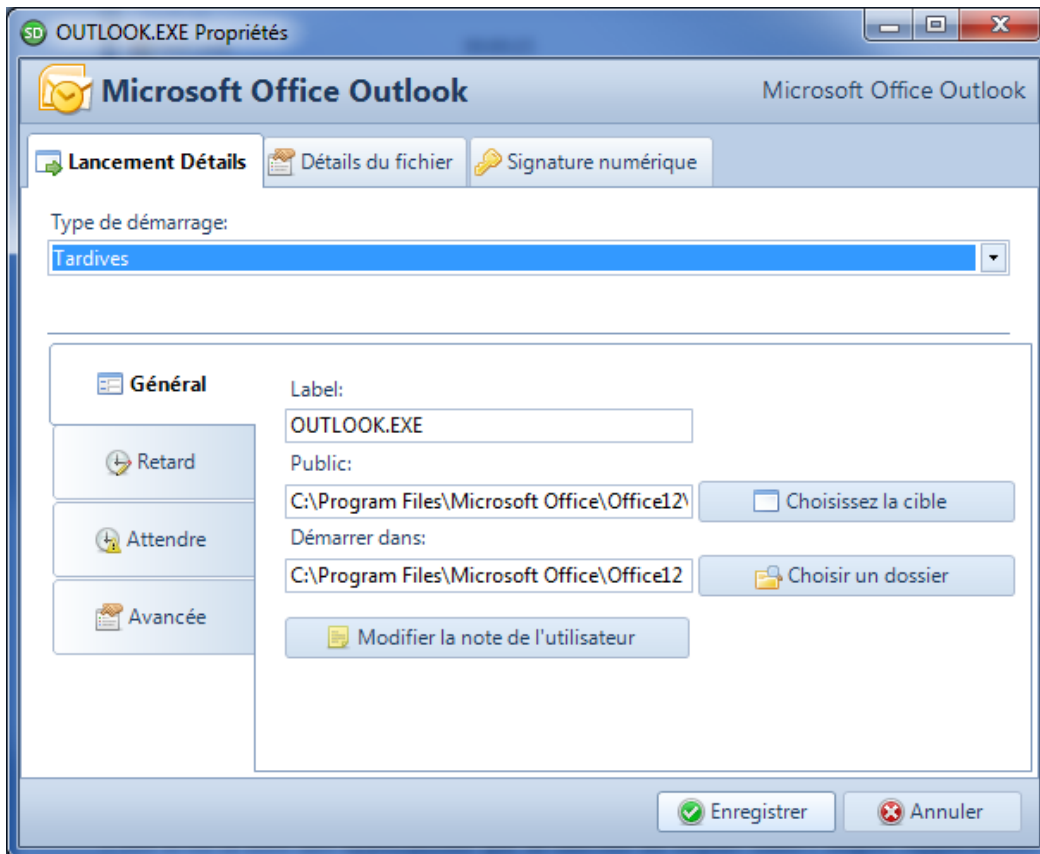 SD OUTLOOK.EXE Propriétés
Microsoft Office Outlook Microsoft Office Outlook
Lancement Détails Détails du fichier Signature numérique
Type de démarrage:
Tardives
Général
Label:
OUTLOOK.EXE
Retard
Public:
C:\Program Files\Microsoft Office\Office12\ Choisissez la cible
Attendre
Démarrer dans:
C:\Program Files\Microsoft Office\Office12 Choisir un dossier
Avancée
Modifier la note de l'utilisateur
Enregistrer Annuler